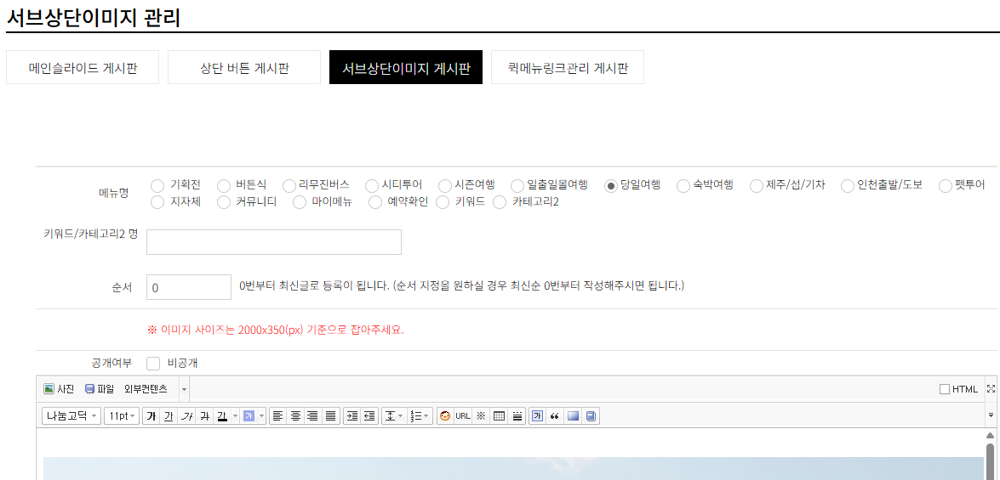 서브상단이미지 관리
메인슬라이드 게시판 상단 버튼 게시판 서브상단이미지 게시판 퀵메뉴링크관리 게시판
메뉴명 기획전 버튼식 리무진버스 시티투어 시즌여행 일출일몰여행 당일여행 숙박여행 제주/섬/기차 인천출발/도보 펫투어
지자체 커뮤니티 마이메뉴 예약확인 키워드 카테고리2
키워드/카테고리2 명
순서 0 0번부터 최신글로 등록이 됩니다. (순서 지정을 원하실 경우 최신순 0번부터 작성해주시면 됩니다.)
※ 이미지 사이즈는 2000x350(px) 기준으로 잡아주세요.
공개여부 비공개
사진 파일 외부컨텐츠 HTML
나눔고딕 11pt 가 가 가 가 가 가 URL ※ 가 “